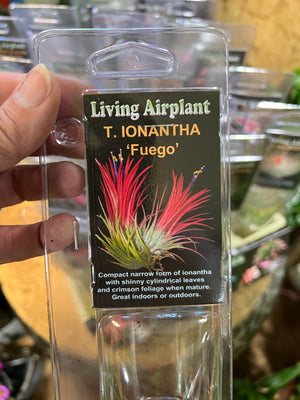 Living Airplant
T. IONANTHA
'Fuego'
Compact narrow form of ionantha
with shinny cylindrical leaves
and crimson foliage when mature.
Great indoors or outdoors.